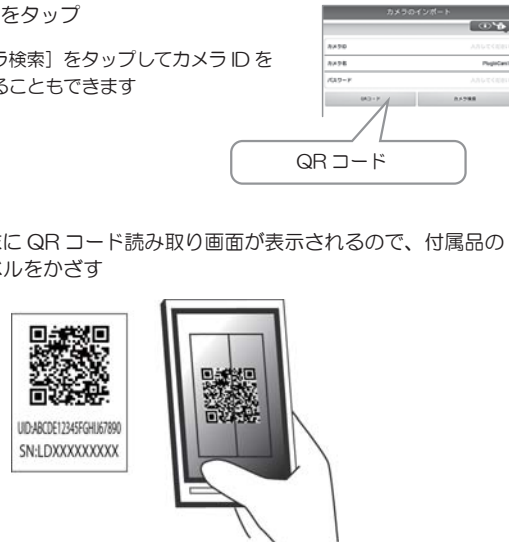 をタップ
ラ検索］をタップしてカメラ ID を
ることもできます
カメラのインポート
カメラID
カメラ名
PluginCam1
パスワード
QRコード
カメラ検索
QR コード
に QR コード読み取り画面が表示されるので、付属品の
ベルをかざす
UID:ABCDE12345FGHIJ67890
SN:LDXXXXXXXXX